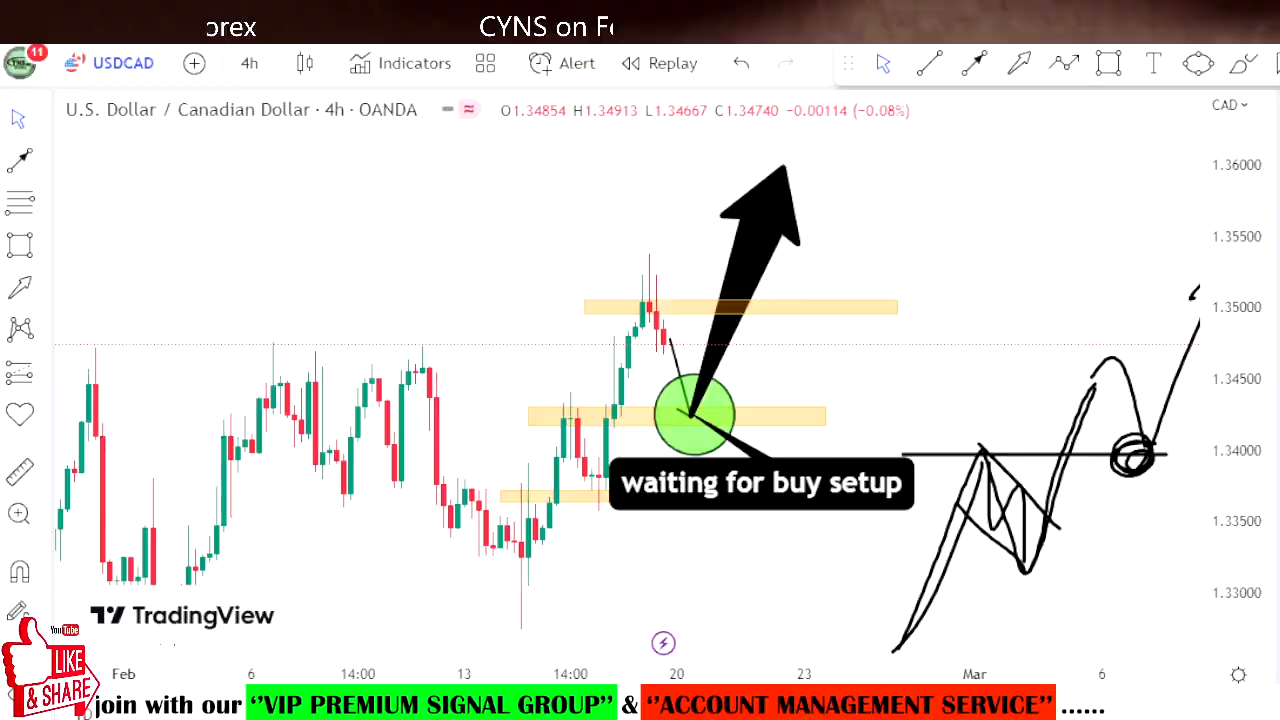 orex CYNS on Fo
11 USDCAD 4h Indicators Alert Replay
U.S. Dollar / Canadian Dollar · 4h · OANDA O1.34854 H1.34913 L1.34667 C1.34740 −0.00114 (−0.08%) CAD
1.36000
1.35500
1.35000
1.34500
1.34000
waiting for buy setup
1.33500
1.33000
TradingView
YouTube
LIKE
& SHARE
Feb 6 14:00 13 14:00 20 23 Mar 6
join with our ‘’VIP PREMIUM SIGNAL GROUP’’ & ‘’ACCOUNT MANAGEMENT SERVICE’’ ......